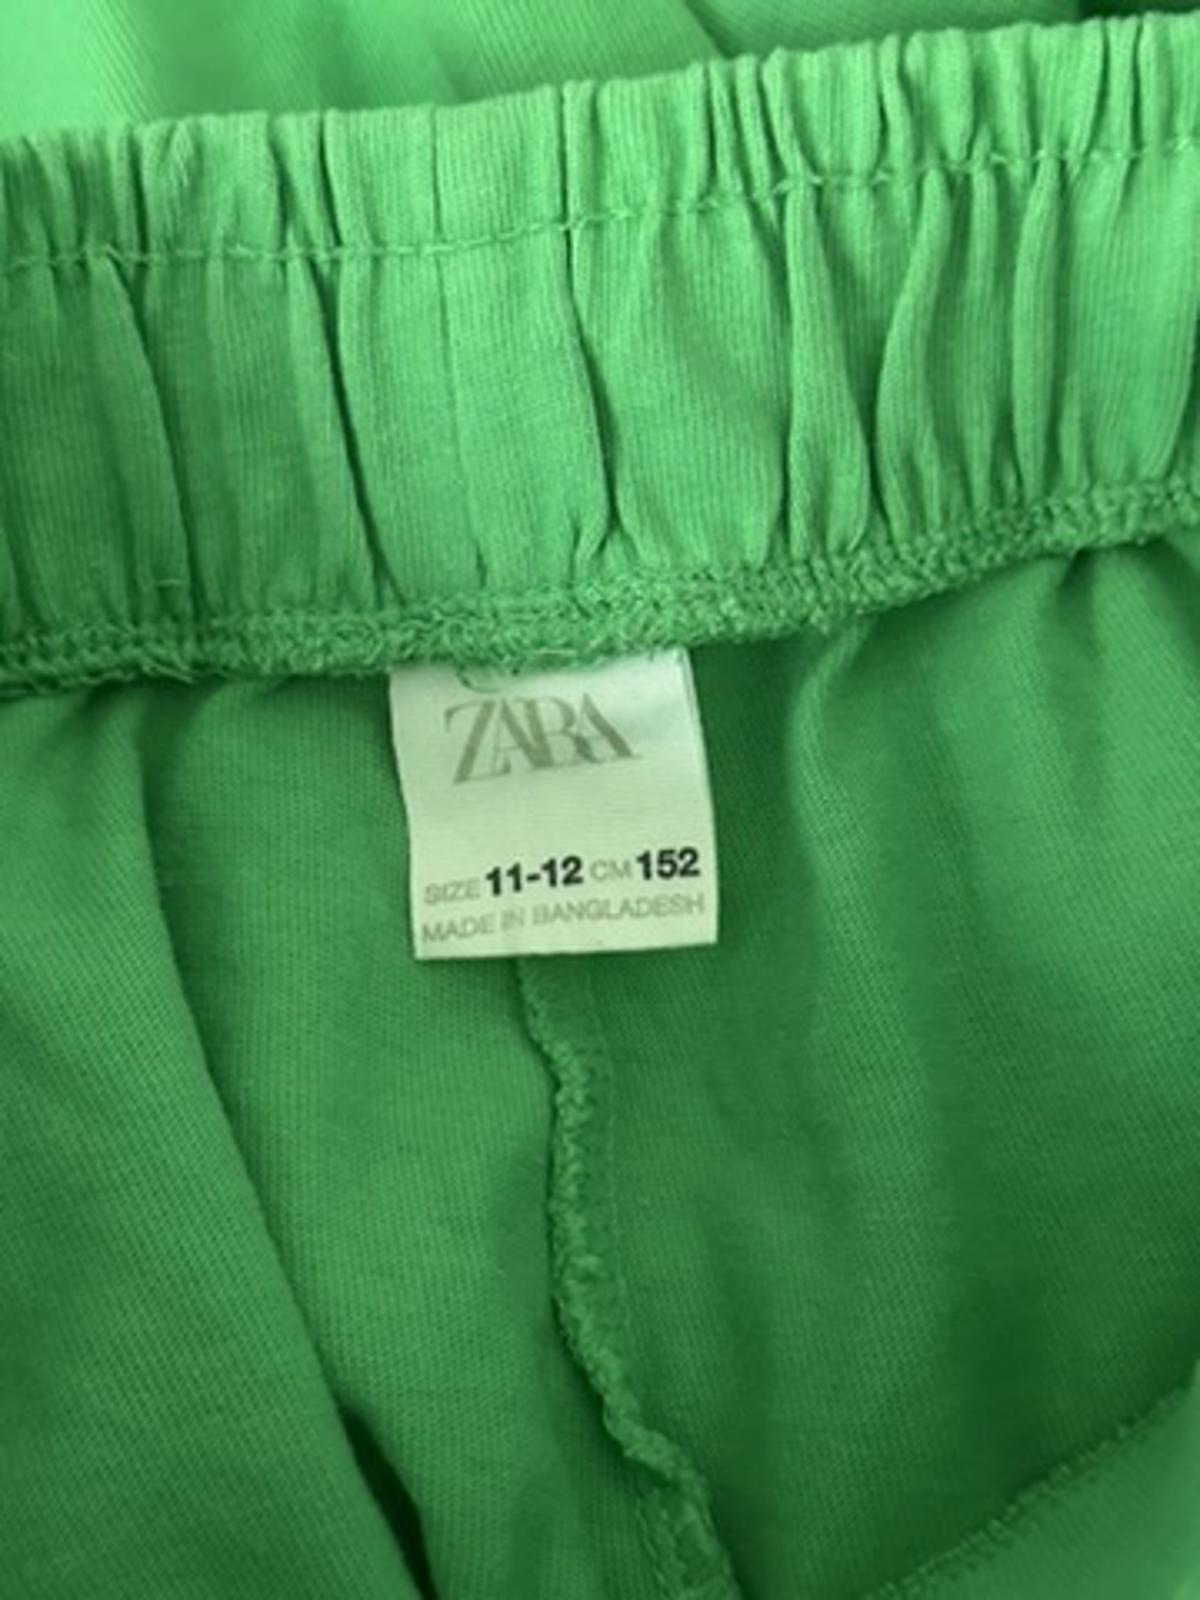 ZARA
SIZE 11-12 CM 152
MADE IN BANGLADESH